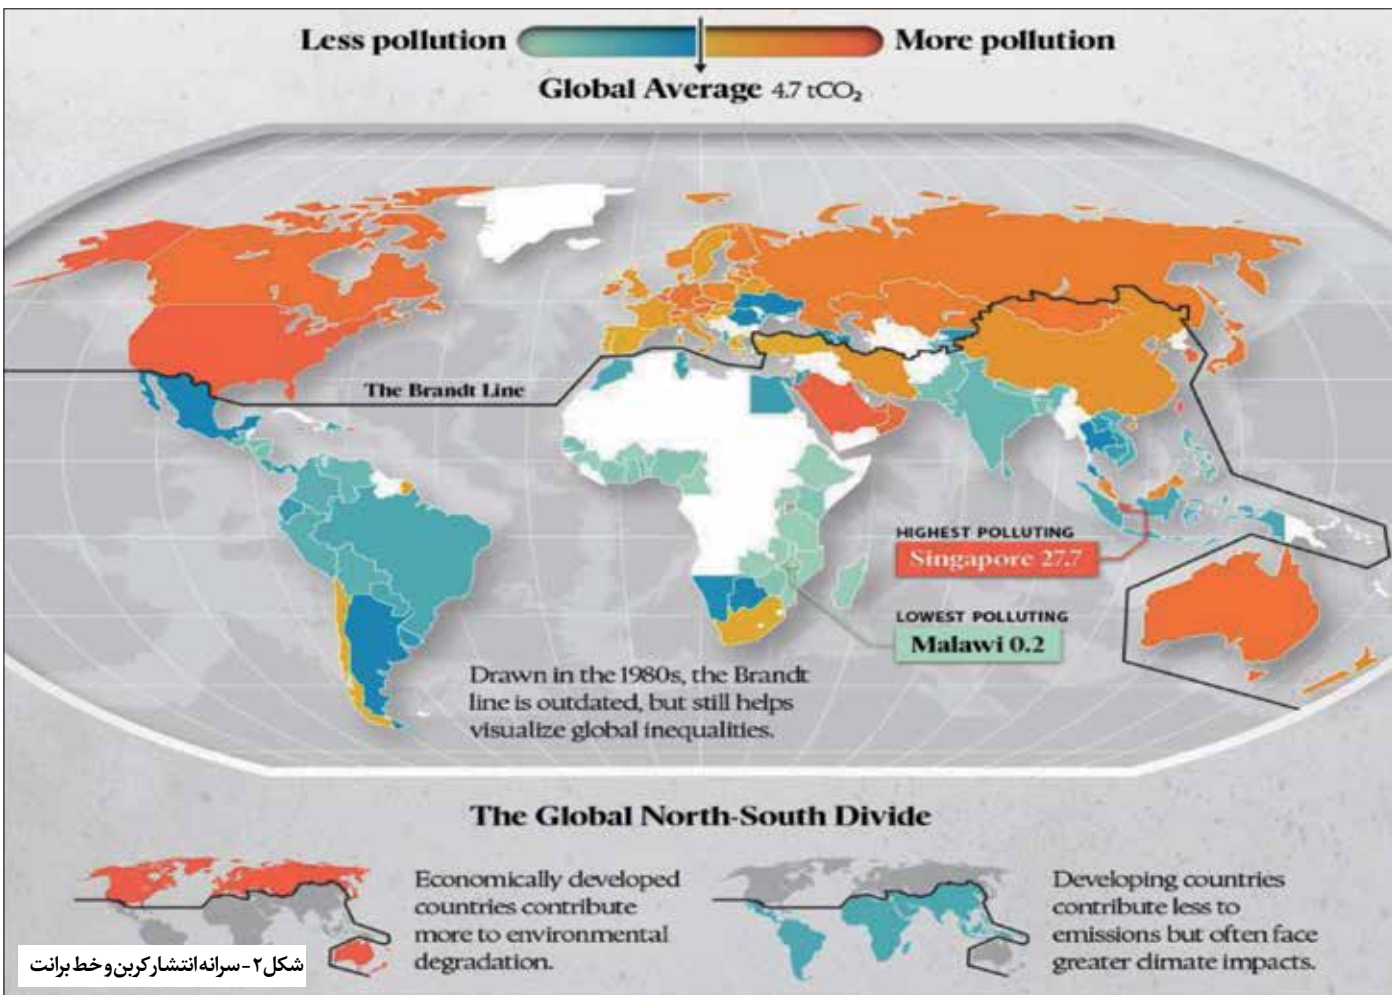 Less pollution
More pollution
Global Average 4.7 tCO₂
The Brandt Line
HIGHEST POLLUTING
Singapore 27.7
LOWEST POLLUTING
Malawi 0.2
Drawn in the 1980s, the Brandt
line is outdated, but still helps
visualize global inequalities.
The Global North-South Divide
Economically developed
countries contribute
more to environmental
degradation.
Developing countries
contribute less to
emissions but often face
greater climate impacts.
شکل۲-سرانه انتشار کربن و خط برانت